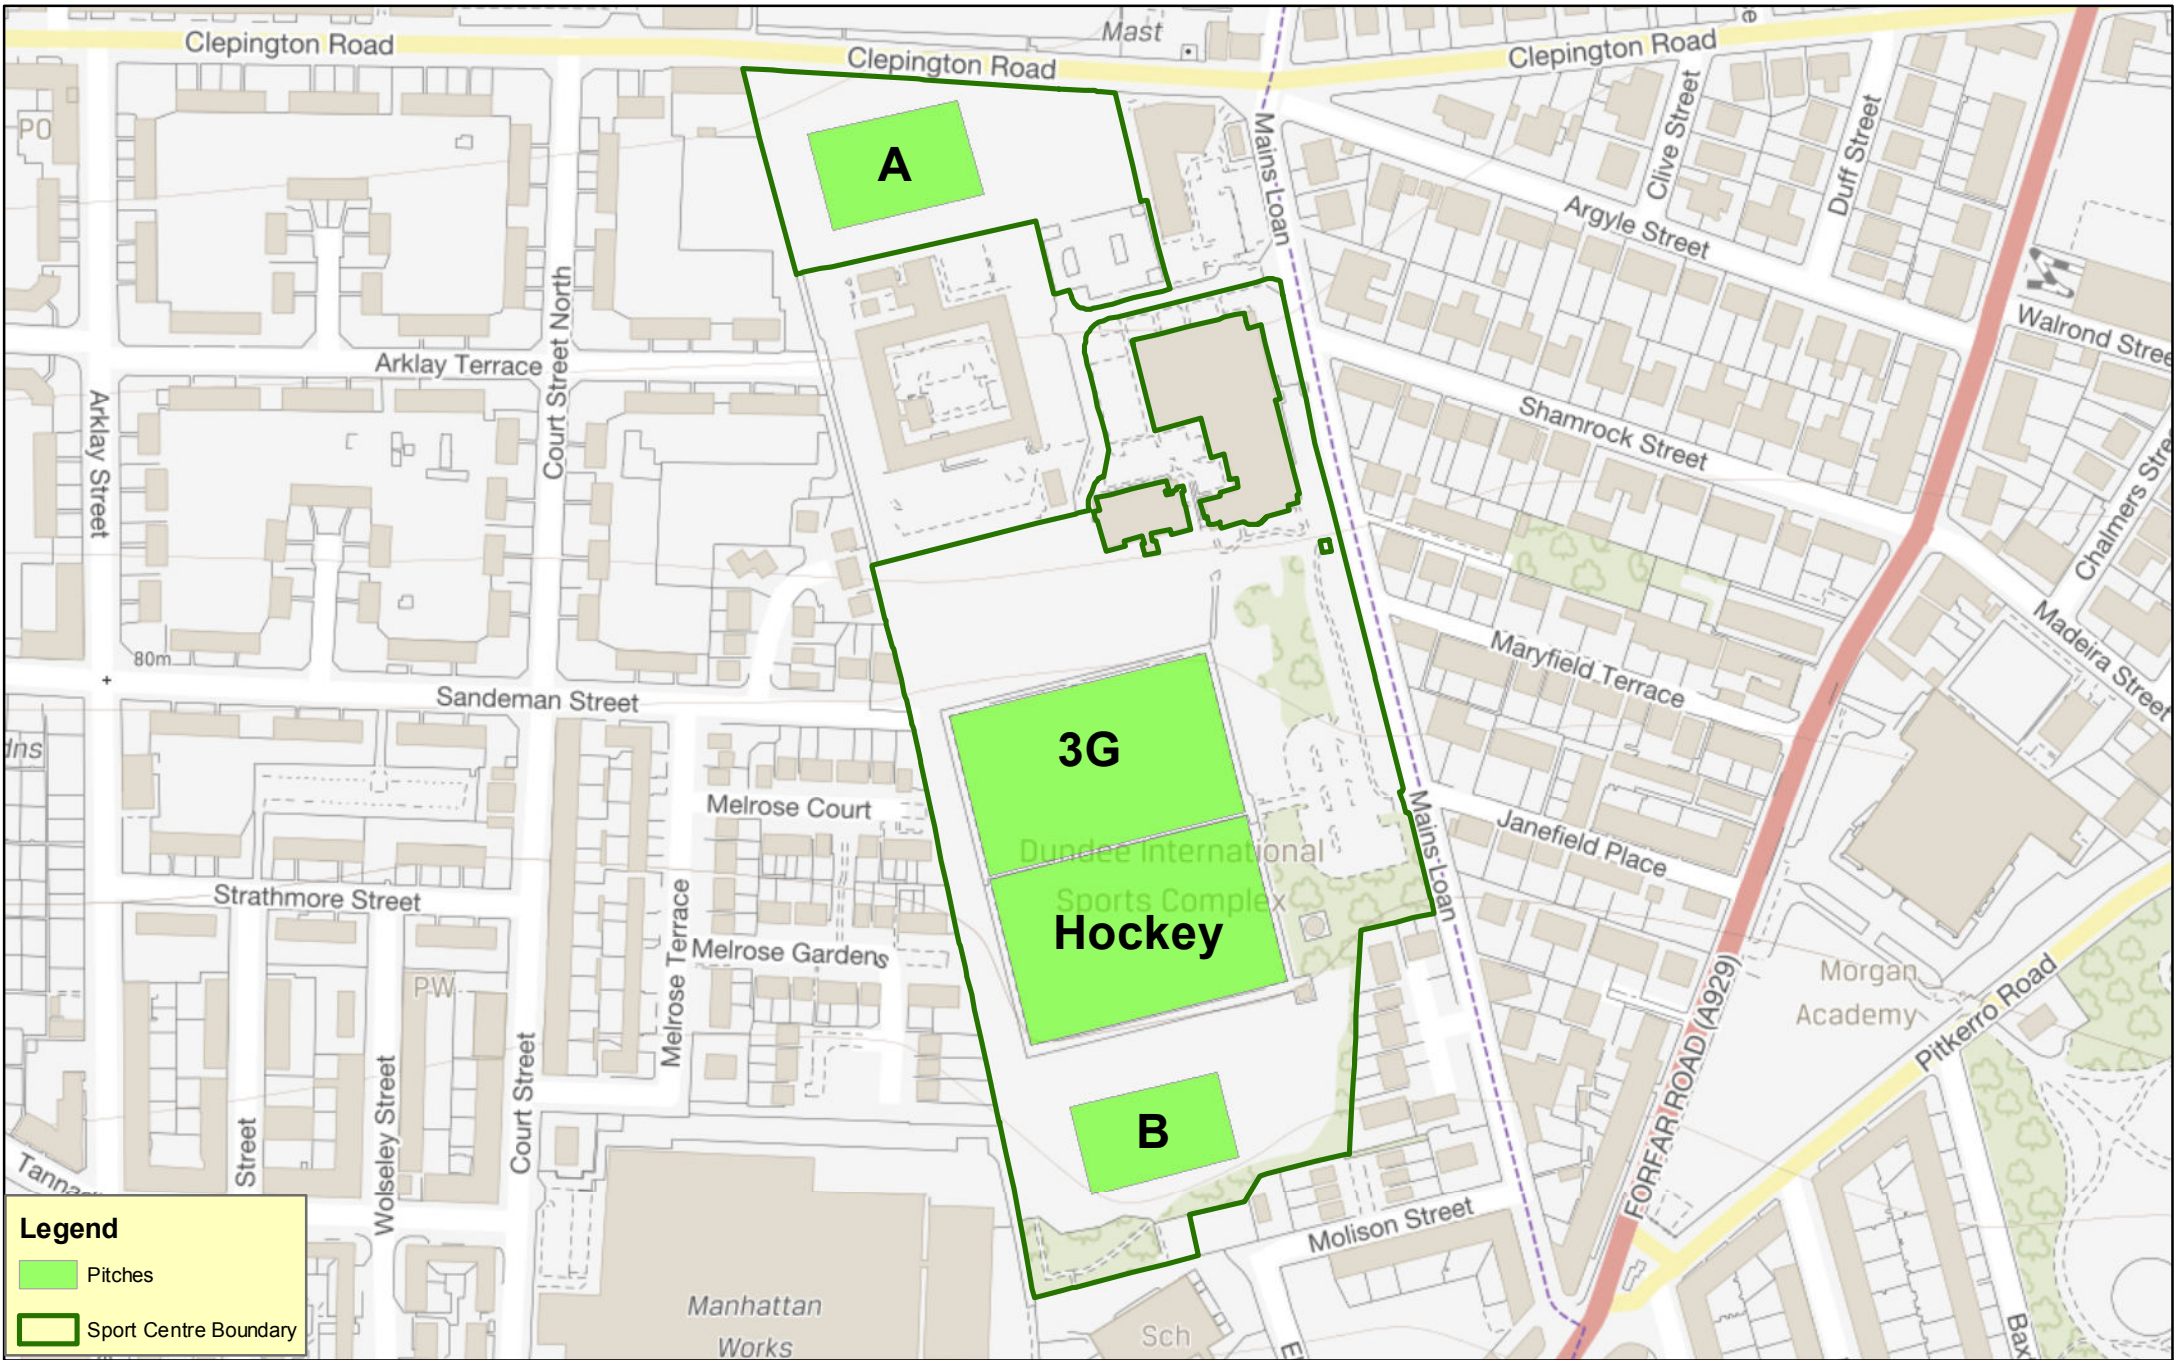 Mast
Clepington Road
Clepington Road
Clepington Road
PO
A
Mains Loan
Clive Street
Duff Street
Argyle Street
Walrond Stree
Court Street North
Arklay Terrace
Arklay Street
Shamrock Street
Chalmers Stre
Madeira Street
Maryfield Terrace
80m
Sandeman Street
dns
3G
Melrose Court
Mains Loan
Janefield Place
Dundee International
Sports Complex
Hockey
Strathmore Street
Melrose Terrace
Melrose Gardens
PW
Morgan
Academy
Pitkerro Road
FORFAR ROAD (A929)
Court Street
Wolseley Street
Street
B
Tannad
Molison Street
Manhattan
Works
Sch
El
Bax
Legend
Pitches
Sport Centre Boundary